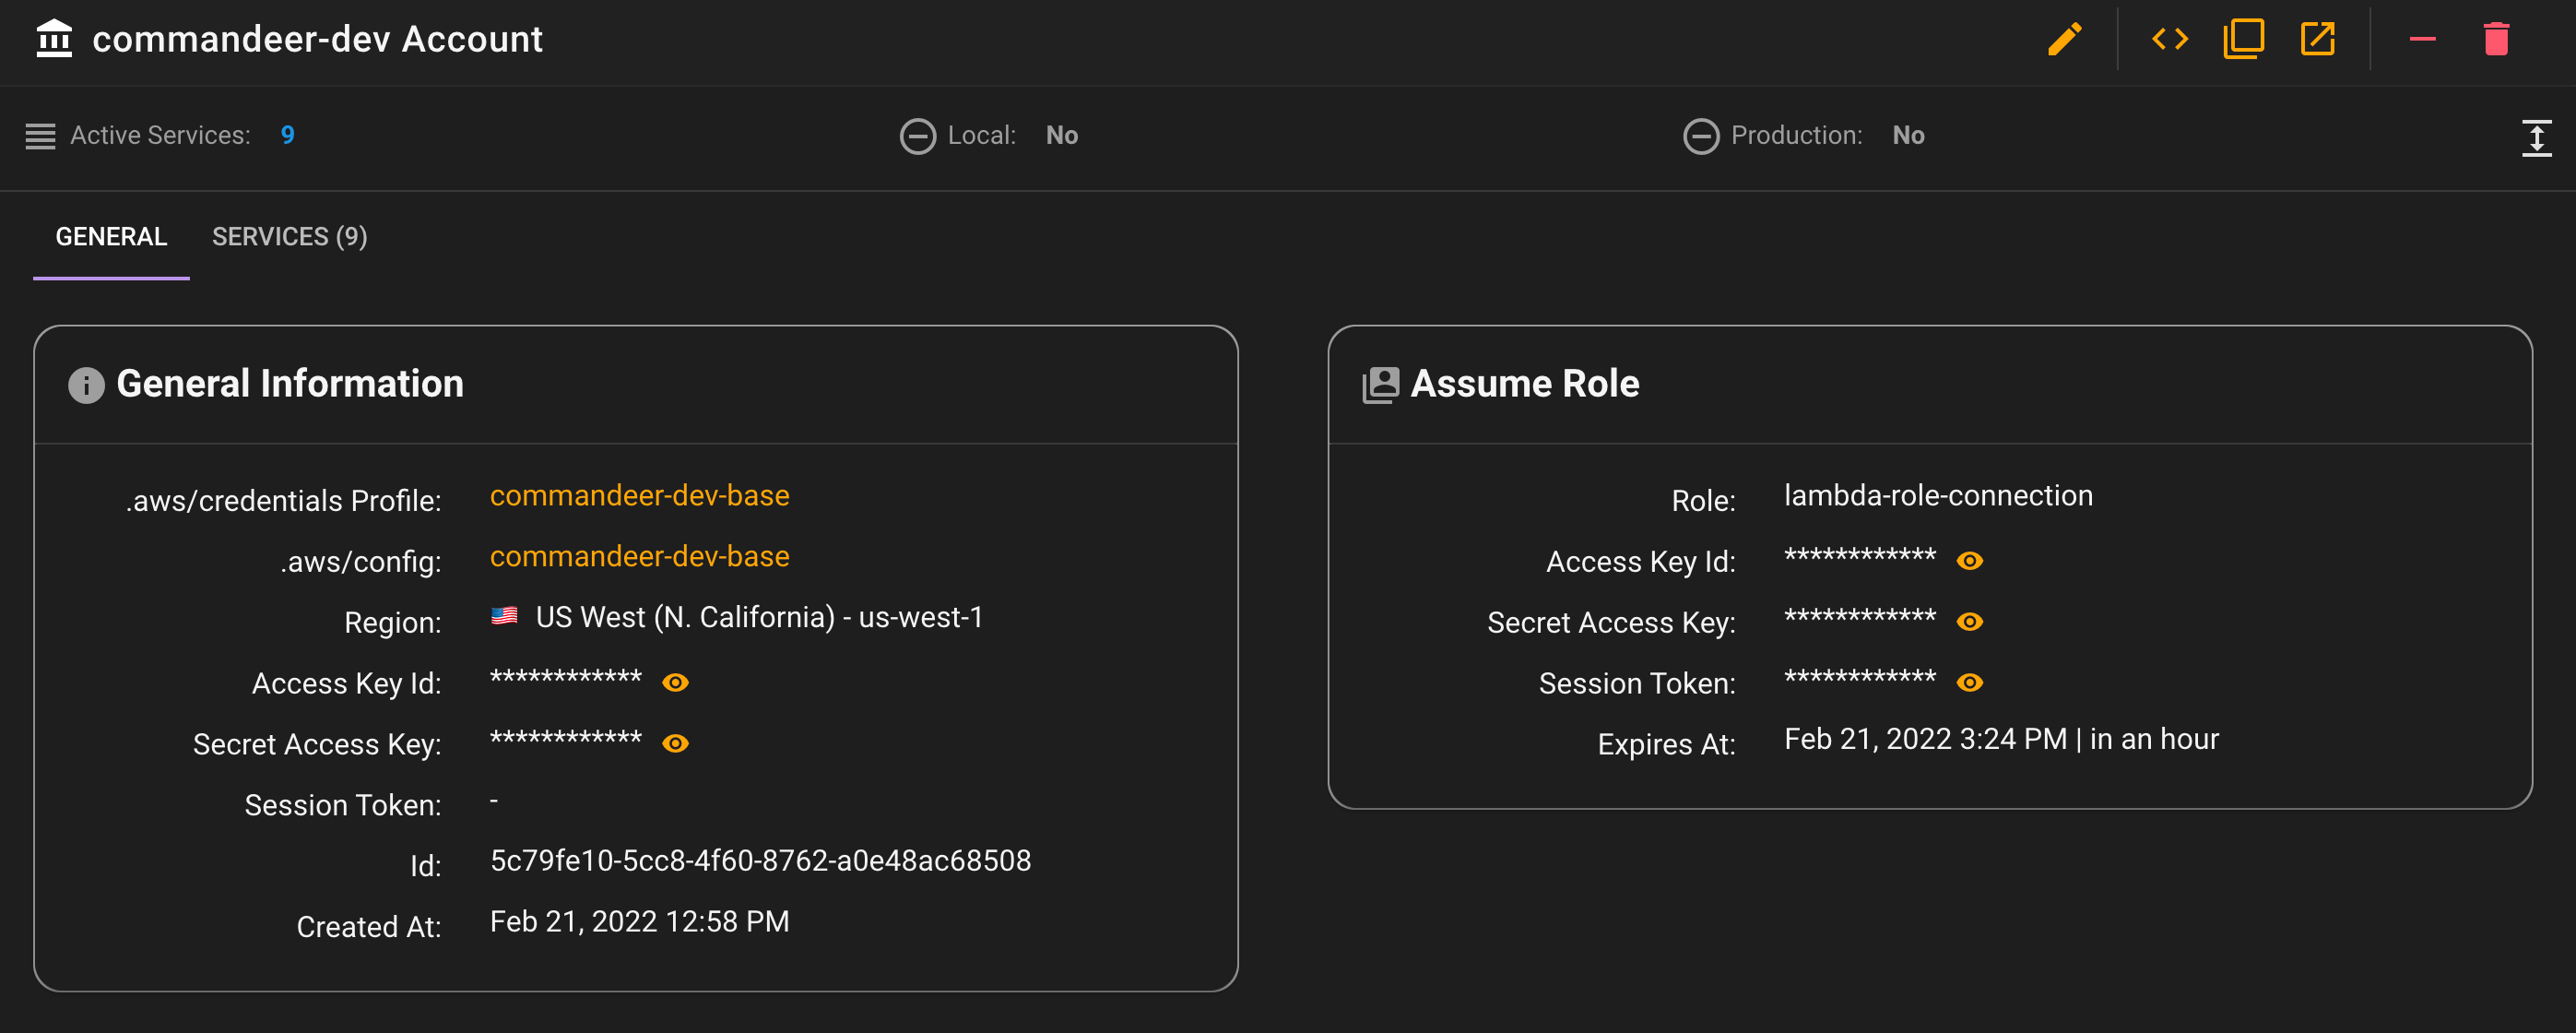 commandeer-dev Account
Active Services: 9 Local: No Production: No
GENERAL SERVICES (9)
General Information
.aws/credentials Profile: commandeer-dev-base
.aws/config: commandeer-dev-base
Region: US West (N. California) - us-west-1
Access Key Id: ************
Secret Access Key: ************
Session Token: -
Id: 5c79fe10-5cc8-4f60-8762-a0e48ac68508
Created At: Feb 21, 2022 12:58 PM
Assume Role
Role: lambda-role-connection
Access Key Id: ************
Secret Access Key: ************
Session Token: ************
Expires At: Feb 21, 2022 3:24 PM | in an hour